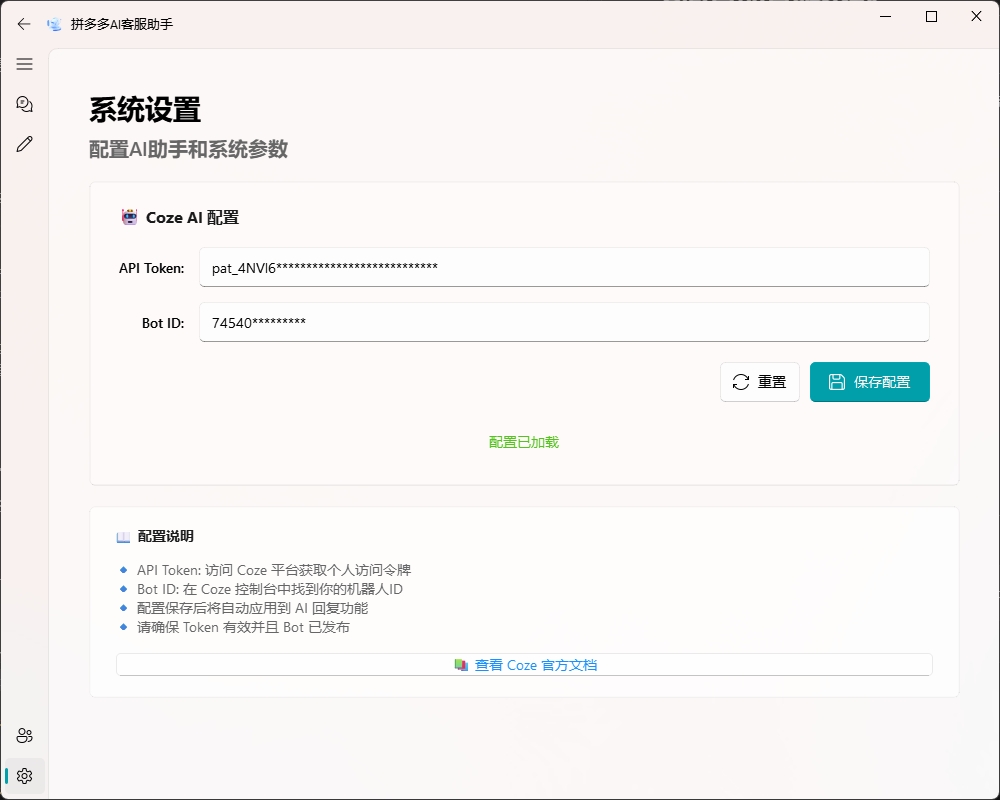 拼多多AI客服助手
系统设置
配置AI助手和系统参数
Coze AI 配置
API Token: pat_4NVl6***************************
Bot ID: 74540*********
重置 保存配置
配置已加载
配置说明
API Token: 访问 Coze 平台获取个人访问令牌
Bot ID: 在 Coze 控制台中找到你的机器人ID
配置保存后将自动应用到 AI 回复功能
请确保 Token 有效并且 Bot 已发布
查看 Coze 官方文档